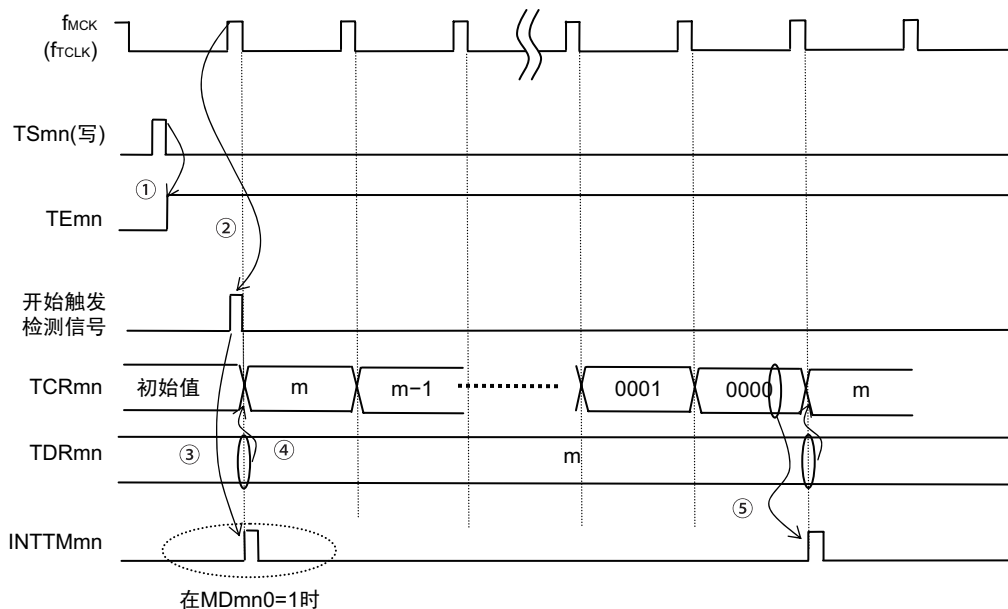 fMCK
(fTCLK)
TSmn(写)
①
TEmn
②
开始触发
检测信号
TCRmn
初始值
m
m−1
0001
0000
m
TDRmn
③
④
m
⑤
INTTMmn
在MDmn0=1时